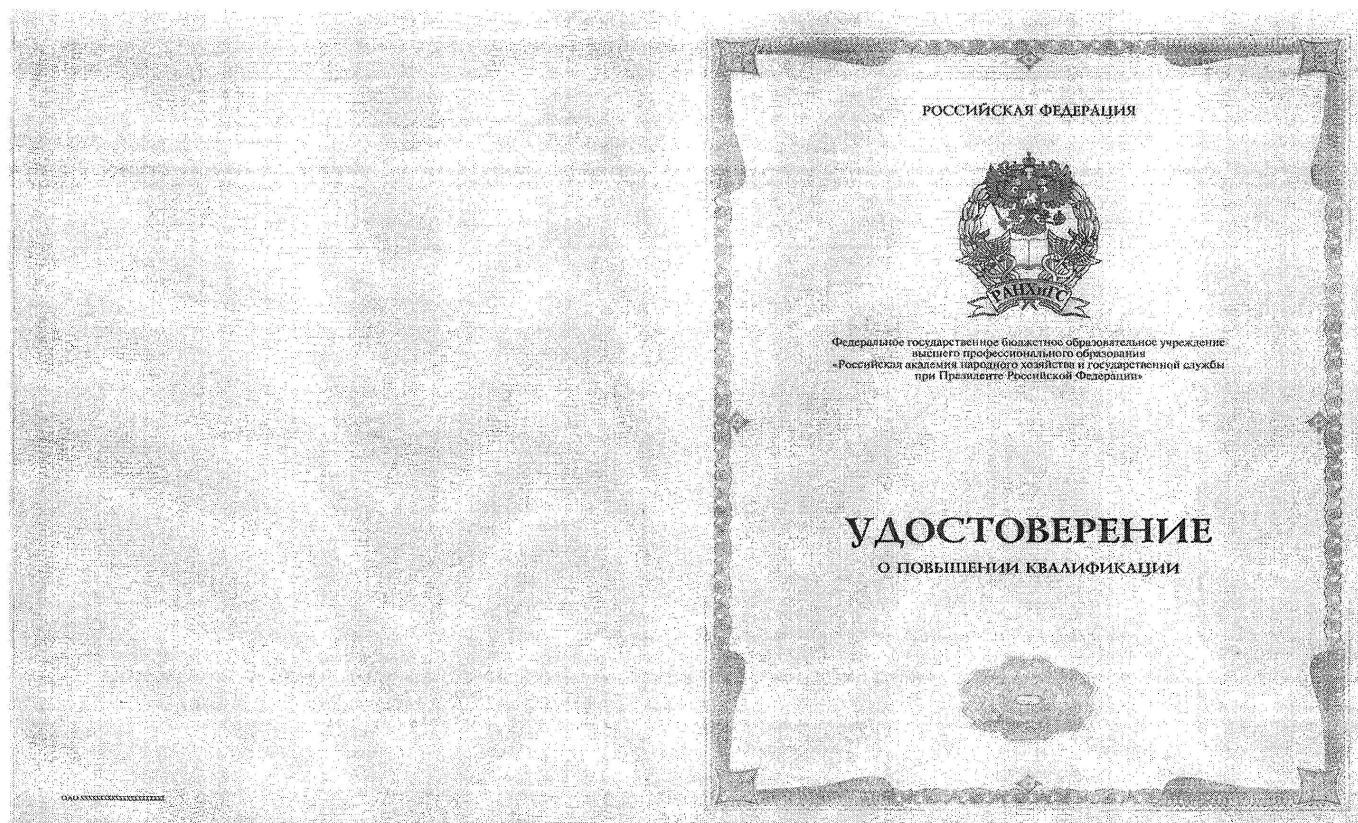 РОССИЙСКАЯ ФЕДЕРАЦИЯ
РАНХиГС
Федеральное государственное бюджетное образовательное учреждение
высшего профессионального образования
«Российская академия народного хозяйства и государственной службы
при Президенте Российской Федерации»
УДОСТОВЕРЕНИЕ
О ПОВЫШЕНИИ КВАЛИФИКАЦИИ
ОАО